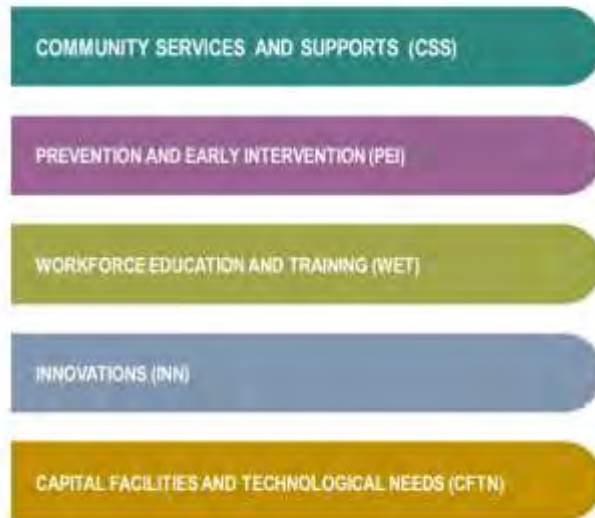 COMMUNITY SERVICES AND SUPPORTS (CSS)
PREVENTION AND EARLY INTERVENTION (PEI)
WORKFORCE EDUCATION AND TRAINING (WET)
INNOVATIONS (INN)
CAPITAL FACILITIES AND TECHNOLOGICAL NEEDS (CFTN)